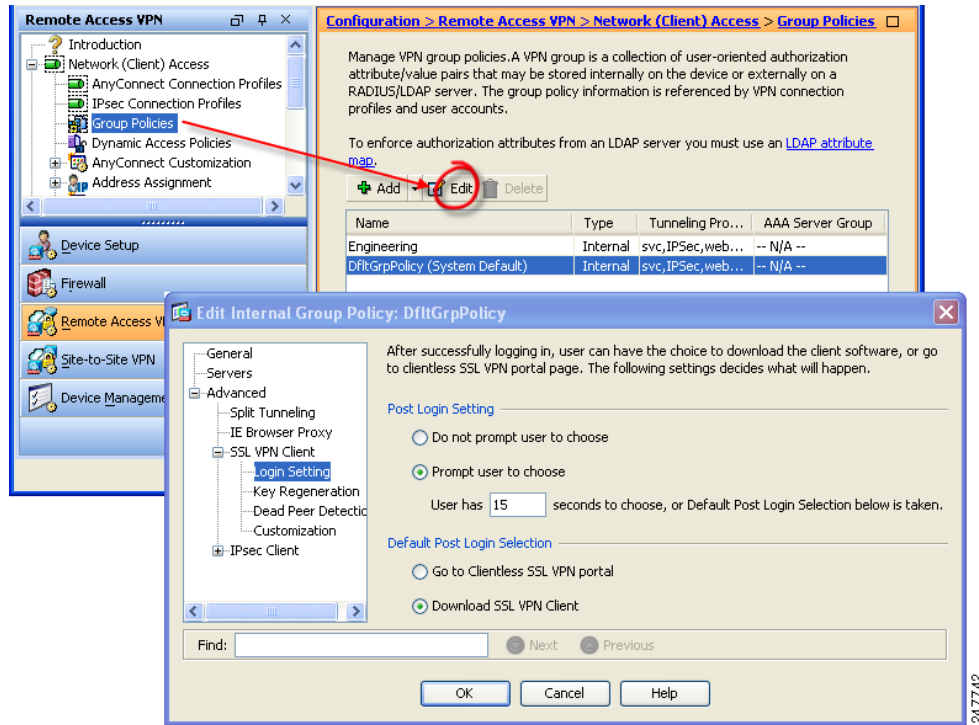 Remote Access VPN
Introduction
Network (Client) Access
AnyConnect Connection Profiles
IPsec Connection Profiles
Group Policies
Dynamic Access Policies
AnyConnect Customization
Address Assignment
Device Setup
Firewall
Remote Access VP
Site-to-Site VPN
Device Manageme
Configuration > Remote Access VPN > Network (Client) Access > Group Policies
Manage VPN group policies.A VPN group is a collection of user-oriented authorization
attribute/value pairs that may be stored internally on the device or externally on a
RADIUS/LDAP server. The group policy information is referenced by VPN connection
profiles and user accounts.
To enforce authorization attributes from an LDAP server you must use an LDAP attribute
map.
Add Edit Delete
Name Type Tunneling Pro... AAA Server Group
Engineering Internal svc,IPSec,web... -- N/A --
DfltGrpPolicy (System Default) Internal svc,IPSec,web... -- N/A --
Edit Internal Group Policy: DfltGrpPolicy
General
Servers
Advanced
Split Tunneling
IE Browser Proxy
SSL VPN Client
Login Setting
Key Regeneration
Dead Peer Detectic
Customization
IPsec Client
After successfully logging in, user can have the choice to download the client software, or go
to clientless SSL VPN portal page. The following settings decides what will happen.
Post Login Setting
Do not prompt user to choose
Prompt user to choose
User has 15 seconds to choose, or Default Post Login Selection below is taken.
Default Post Login Selection
Go to Clientless SSL VPN portal
Download SSL VPN Client
Find: Next Previous
OK Cancel Help
247742